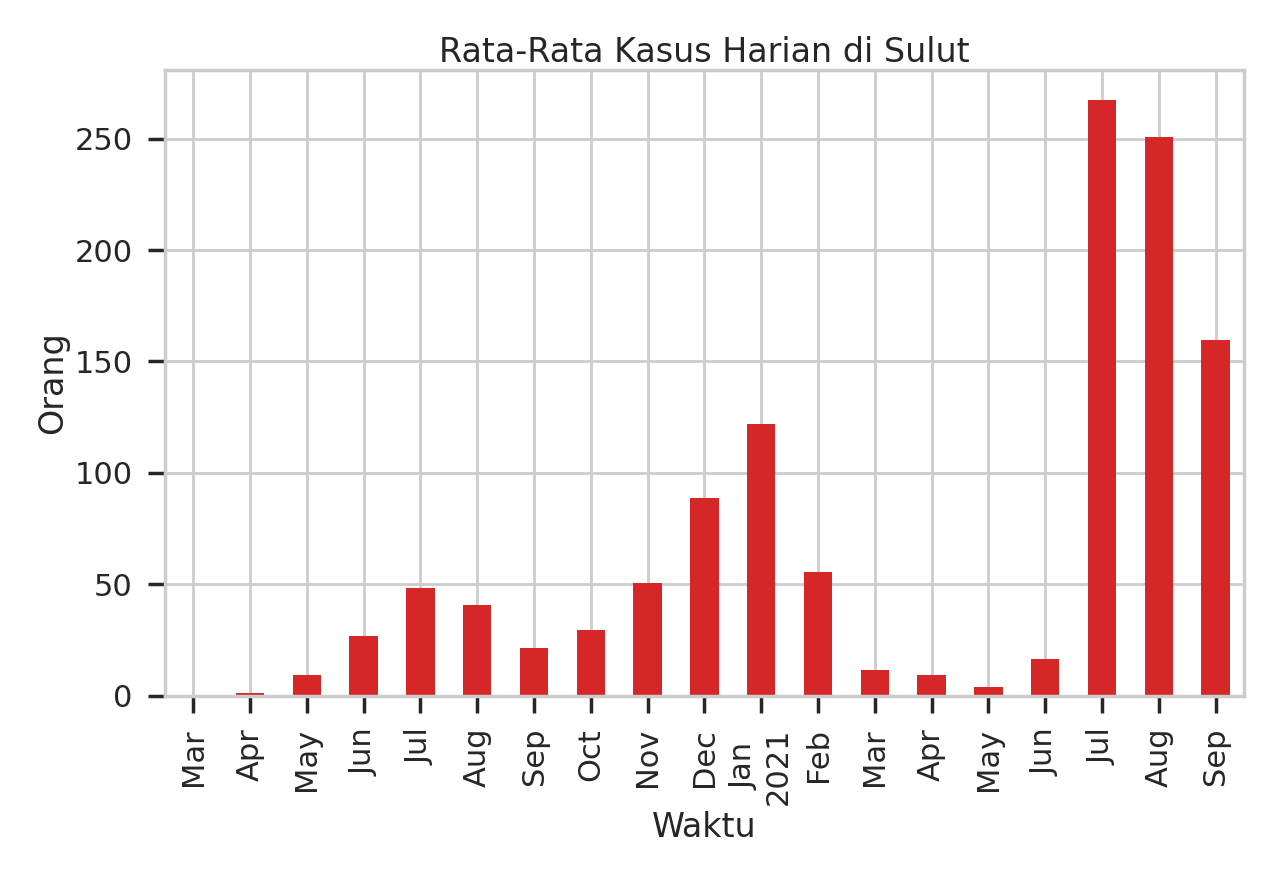 Rata-Rata Kasus Harian di Sulut
Orang
250
200
150
100
50
0
Mar
Apr
May
Jun
Jul
Aug
Sep
Oct
Nov
Dec
Jan
2021
Feb
Mar
Apr
May
Jun
Jul
Aug
Sep
Waktu